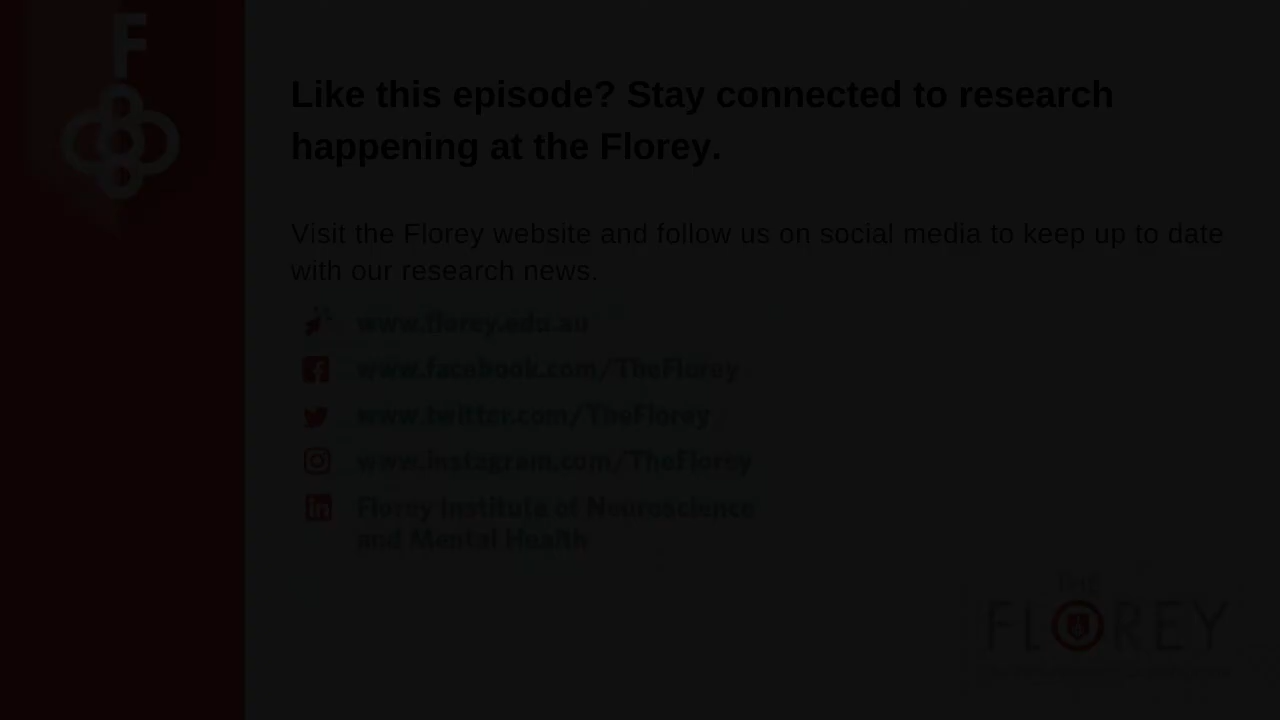 F
Like this episode? Stay connected to research
happening at the Florey.
Visit the Florey website and follow us on social media to keep up to date
with our research news.
www.florey.edu.au
www.facebook.com/TheFlorey
www.twitter.com/TheFlorey
www.instagram.com/TheFlorey
Florey Institute of Neuroscience
and Mental Health
THE
FLOREY